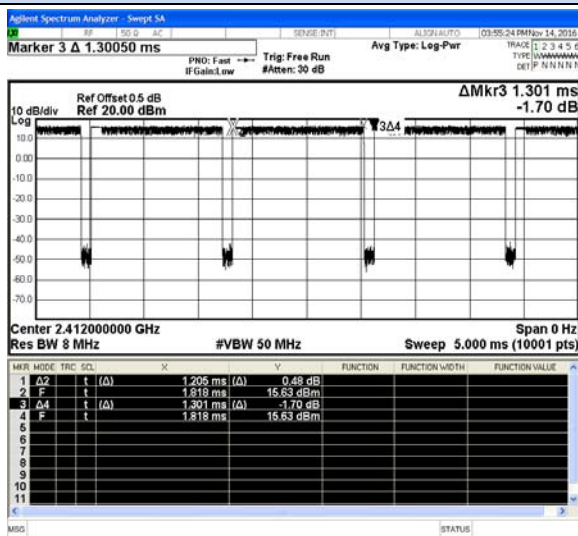 Agilent Spectrum Analyzer - Swept SA
RF 50 Ω AC SENSE:INT ALIGN AUTO 03:55:24 PM Nov 14, 2016
Marker 3 Δ 1.30050 ms
PNO: Fast
IFGain:Low
Trig: Free Run
#Atten: 30 dB
Avg Type: Log-Pwr
TRACE 1 2 3 4 5 6
TYPE
DET P N N N N
ΔMkr3 1.301 ms
-1.70 dB
Ref Offset 0.5 dB
10 dB/div Ref 20.00 dBm
Log
10.0
0.00
-10.0
-20.0
-30.0
-40.0
-50.0
-60.0
-70.0
3Δ4
Center 2.412000000 GHz Span 0 Hz
Res BW 8 MHz #VBW 50 MHz Sweep 5.000 ms (10001 pts)
MKR MODE TRC SCL X Y FUNCTION FUNCTION WIDTH FUNCTION VALUE
1 Δ2 t (Δ) 1.205 ms (Δ) 0.48 dB
2 F t 1.818 ms 15.63 dBm
3 Δ4 t (Δ) 1.301 ms (Δ) -1.70 dB
4 F t 1.818 ms 15.63 dBm
5
6
7
8
9
10
11
MSG STATUS